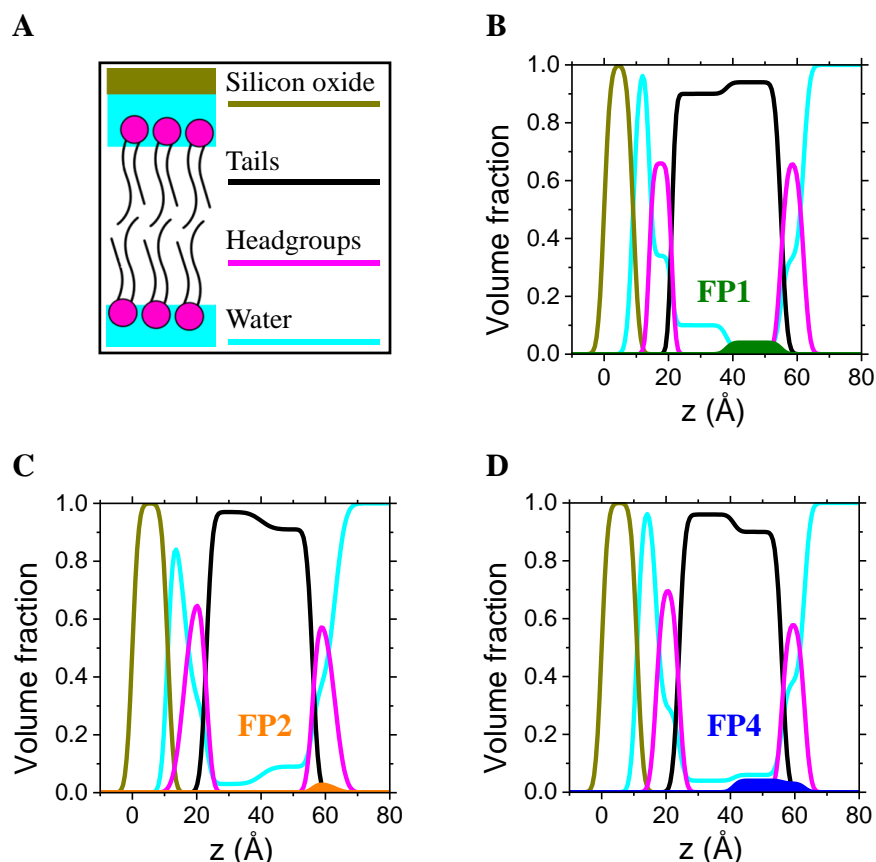 A
Silicon oxide
Tails
Headgroups
Water
B
1.0
0.8
0.6
0.4
0.2
0.0
Volume fraction
FP1
0 20 40 60 80
z (Å)
C
1.0
0.8
0.6
0.4
0.2
0.0
Volume fraction
FP2
0 20 40 60 80
z (Å)
D
1.0
0.8
0.6
0.4
0.2
0.0
Volume fraction
FP4
0 20 40 60 80
z (Å)